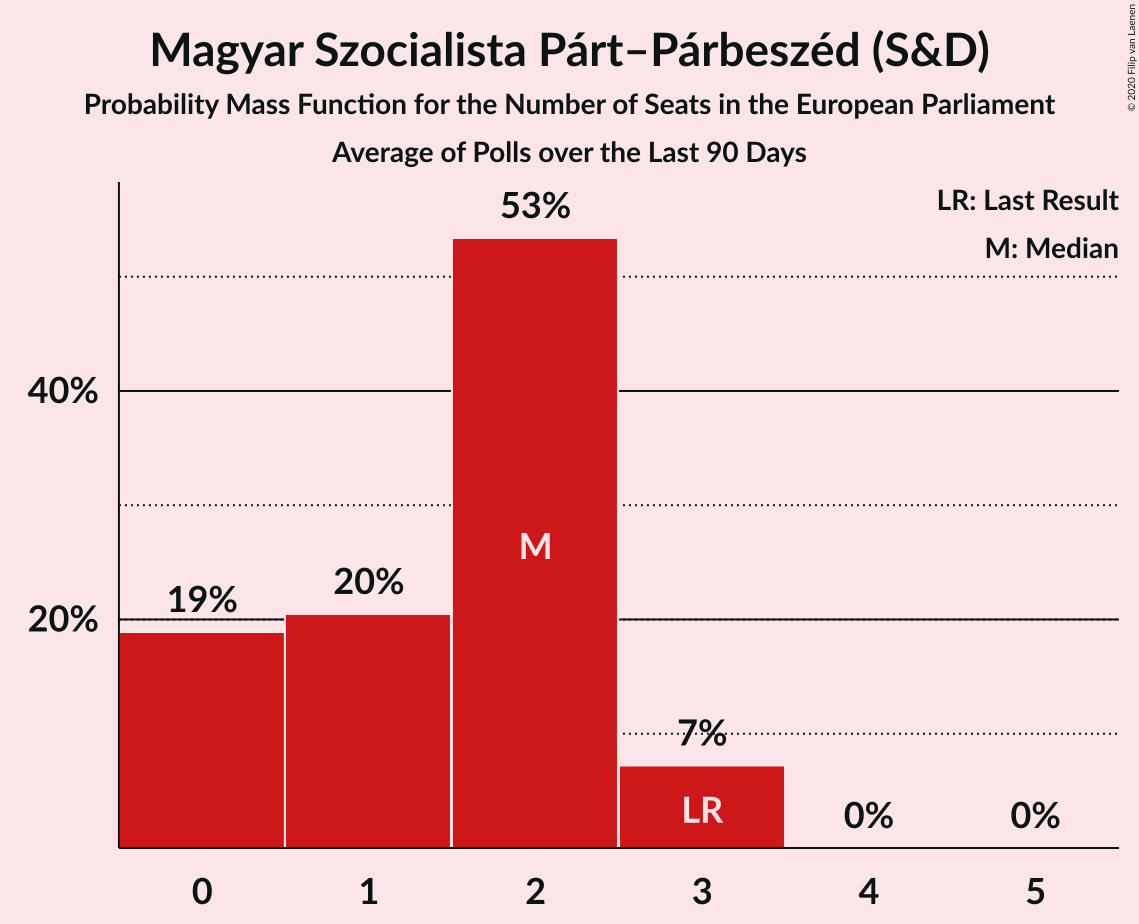 Magyar Szocialista Párt–Párbeszéd (S&D)
Probability Mass Function for the Number of Seats in the European Parliament
Average of Polls over the Last 90 Days
© 2020 Filip van Laenen
LR: Last Result
M: Median
53%
40%
M
19%
20%
20%
7%
LR
0%
0%
0
1
2
3
4
5